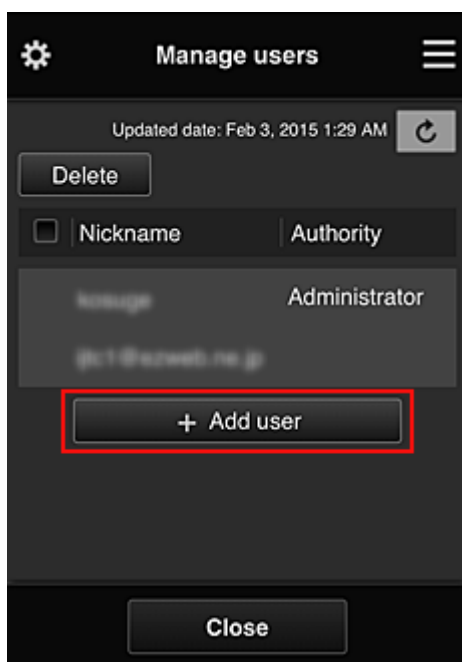 Manage users
Updated date: Feb 3, 2015 1:29 AM
Delete
Nickname Authority
Administrator
+ Add user
Close